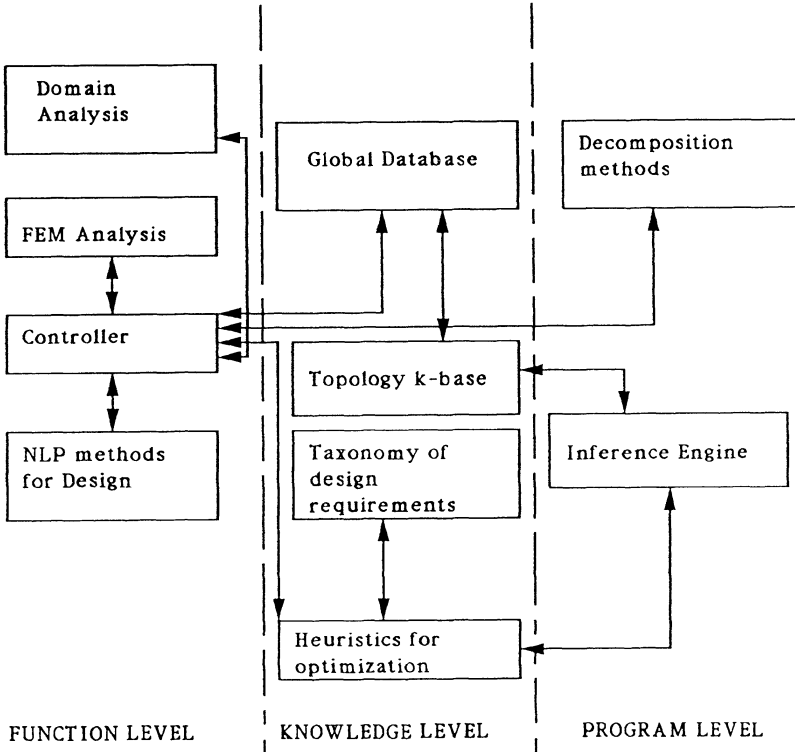 Domain
Analysis
FEM Analysis
Controller
NLP methods
for Design
Global Database
Topology k-base
Taxonomy of
design
requirements
Heuristics for
optimization
Decomposition
methods
Inference Engine
FUNCTION LEVEL
KNOWLEDGE LEVEL
PROGRAM LEVEL